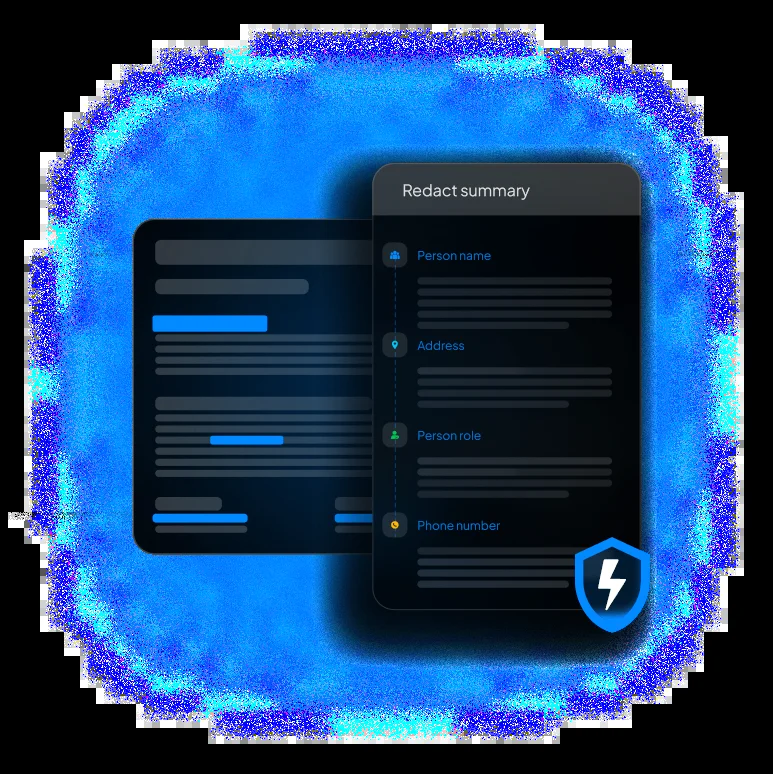 Redact summary
Person name
Address
Person role
Phone number